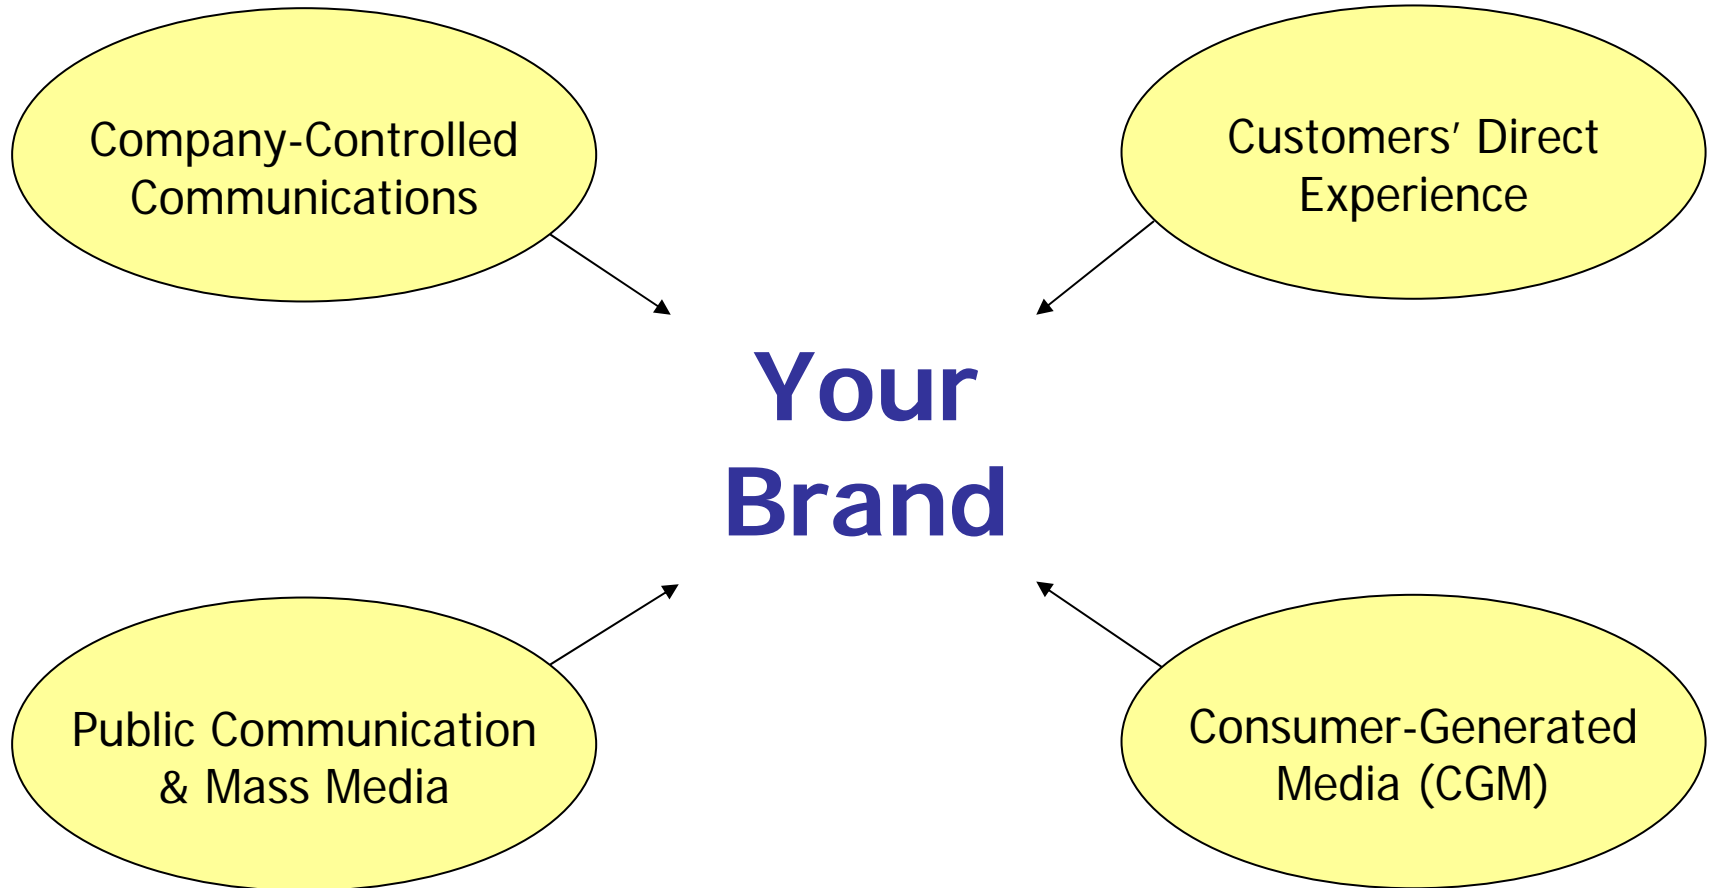 Company-Controlled
Communications
Customers’ Direct
Experience
Your
Brand
Public Communication
& Mass Media
Consumer-Generated
Media (CGM)